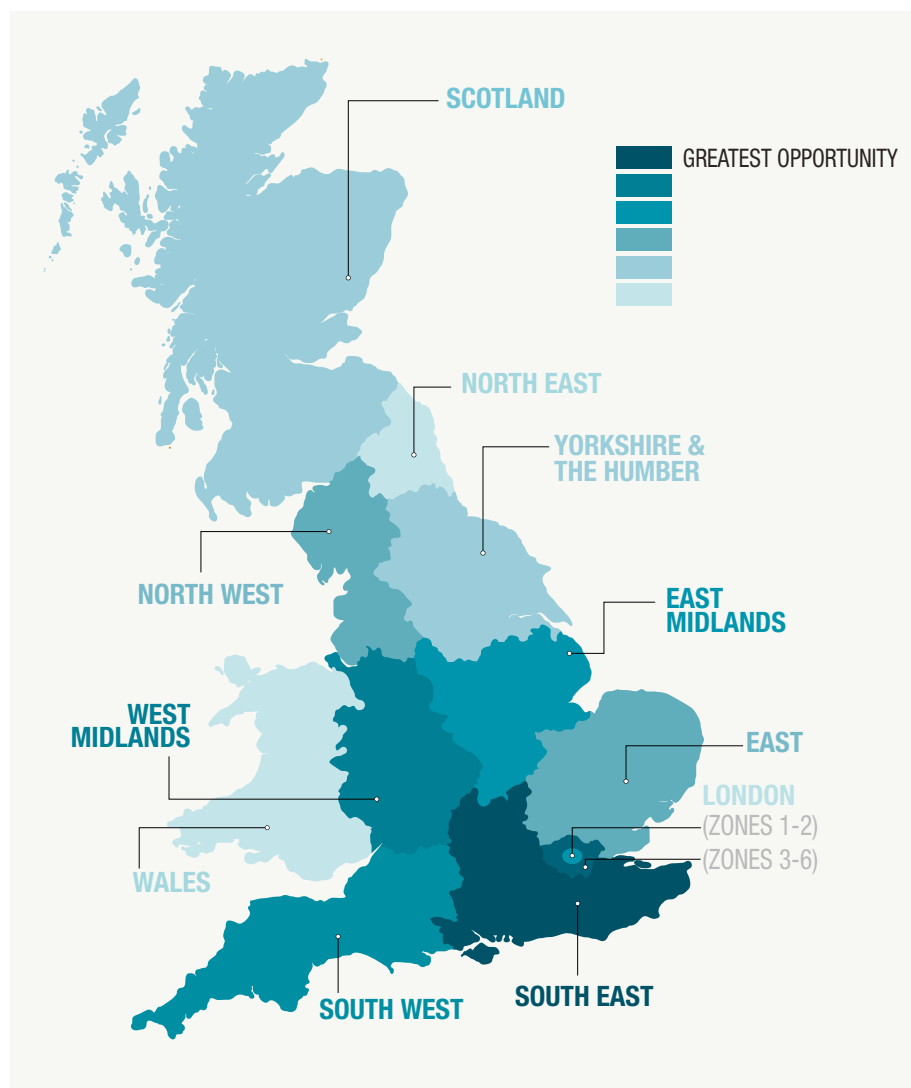 SCOTLAND
GREATEST OPPORTUNITY
NORTH EAST
YORKSHIRE &
THE HUMBER
NORTH WEST
EAST
MIDLANDS
WEST
MIDLANDS
EAST
LONDON
(ZONES 1-2)
(ZONES 3-6)
WALES
SOUTH WEST
SOUTH EAST